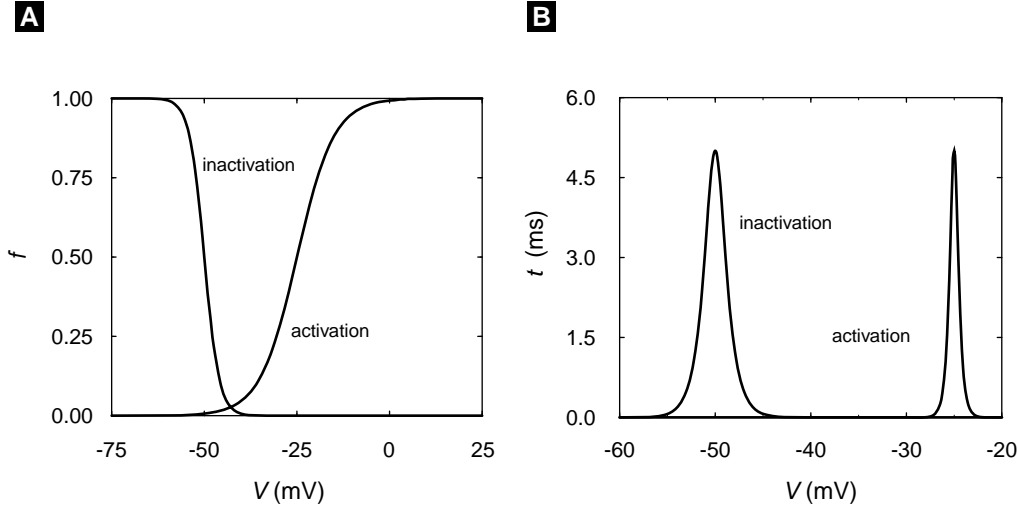 A
B
1.00
0.75
0.50
0.25
0.00
f
inactivation
activation
-75
-50
-25
0
25
V (mV)
6.0
4.5
3.0
1.5
0.0
t (ms)
inactivation
activation
-60
-50
-40
-30
-20
V (mV)